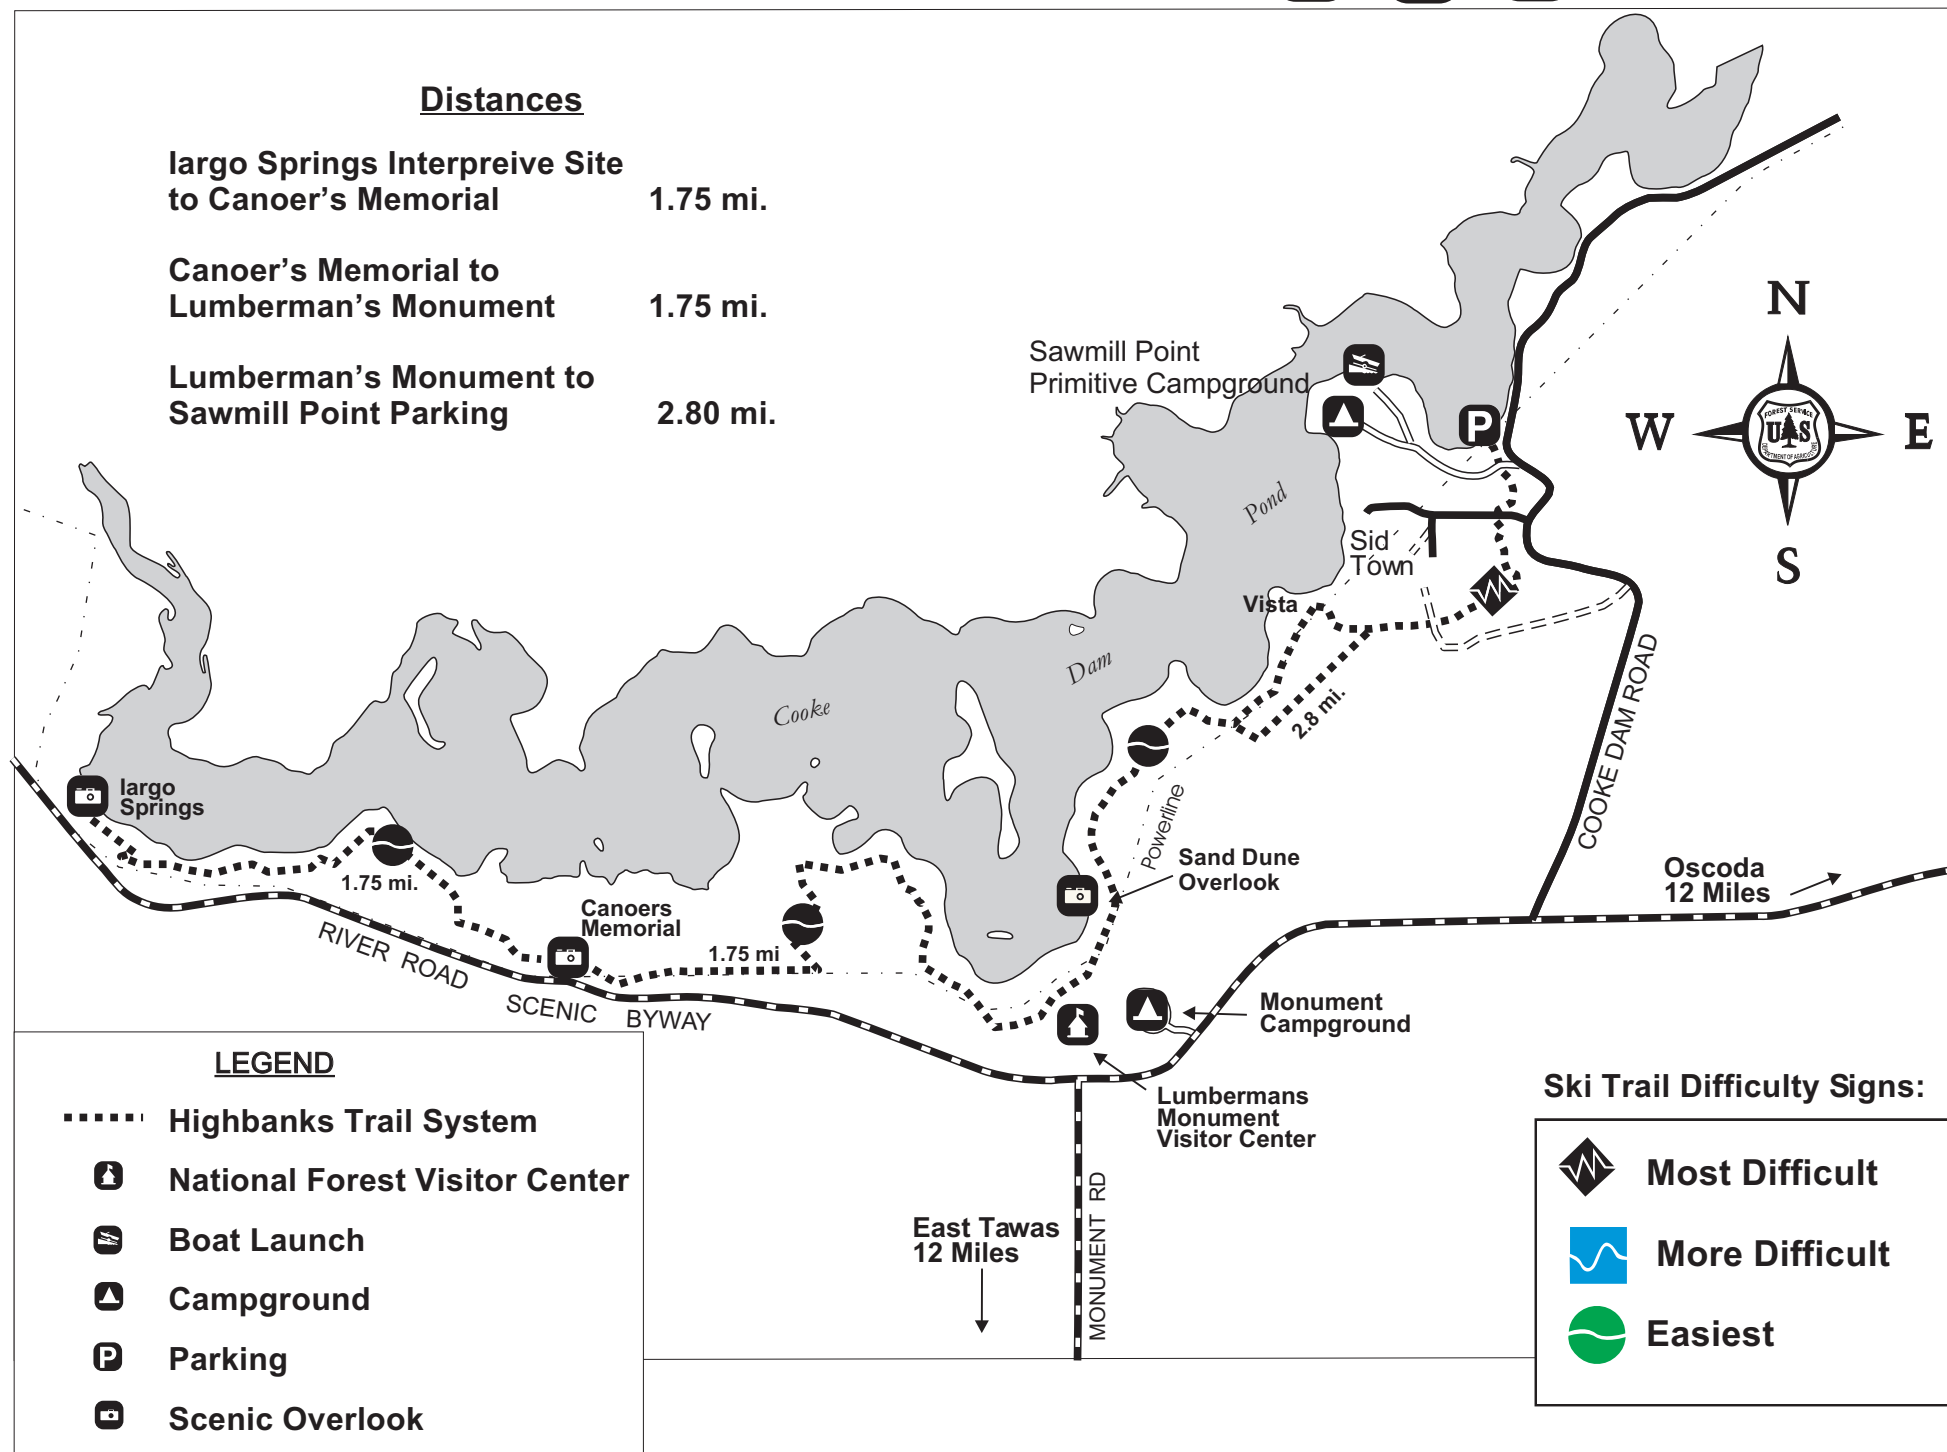 Distances
Iargo Springs Interpreive Site
to Canoer's Memorial 1.75 mi.
Canoer's Memorial to
Lumberman's Monument 1.75 mi.
Lumberman's Monument to
Sawmill Point Parking 2.80 mi.
Sawmill Point
Primitive Campground
P
N
W
E
S
FOREST SERVICE
U S
DEPARTMENT OF AGRICULTURE
Pond
Sid
Town
Vista
Dam
Cooke
2.8 mi.
COOKE DAM ROAD
Iargo
Springs
1.75 mi.
Powerline
Sand Dune
Overlook
Oscoda
12 Miles
Canoers
Memorial
1.75 mi
RIVER ROAD
SCENIC BYWAY
Monument
Campground
Lumbermans
Monument
Visitor Center
MONUMENT RD
East Tawas
12 Miles
LEGEND
Highbanks Trail System
National Forest Visitor Center
Boat Launch
Campground
P Parking
Scenic Overlook
Ski Trail Difficulty Signs:
Most Difficult
More Difficult
Easiest